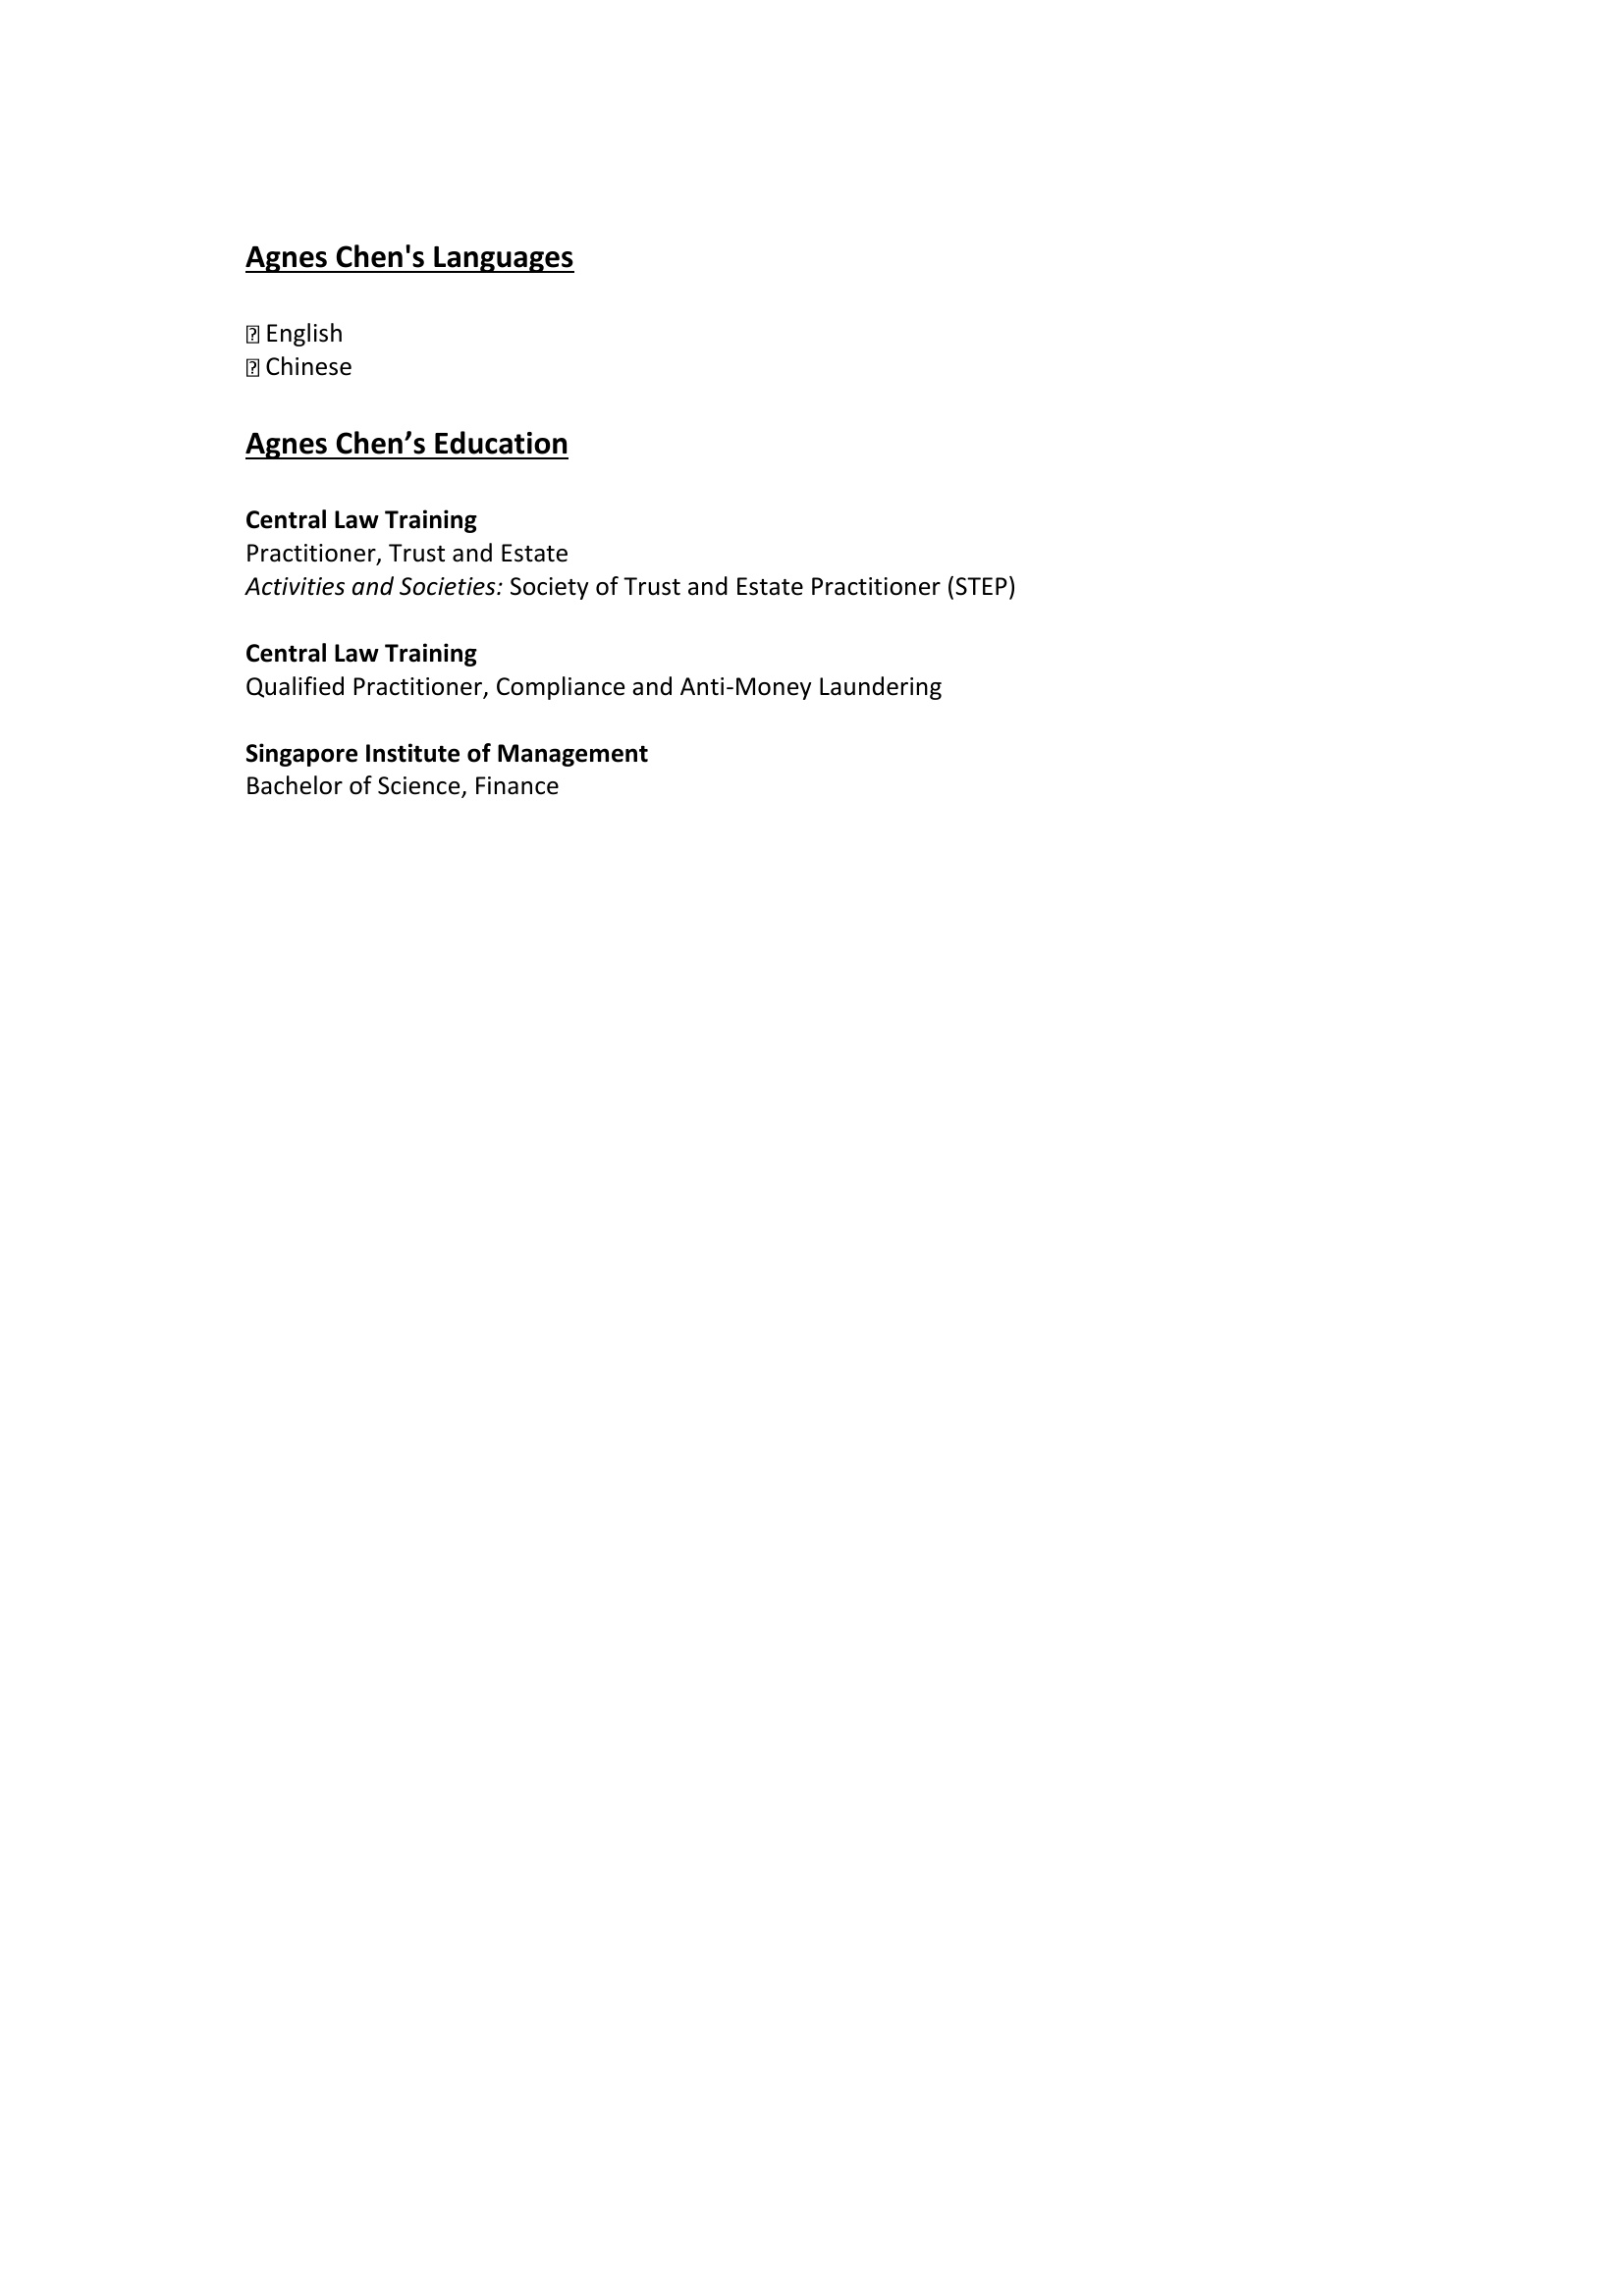 Agnes Chen's Languages
⍰ English
⍰ Chinese
Agnes Chen’s Education
Central Law Training
Practitioner, Trust and Estate
Activities and Societies: Society of Trust and Estate Practitioner (STEP)
Central Law Training
Qualified Practitioner, Compliance and Anti-Money Laundering
Singapore Institute of Management
Bachelor of Science, Finance